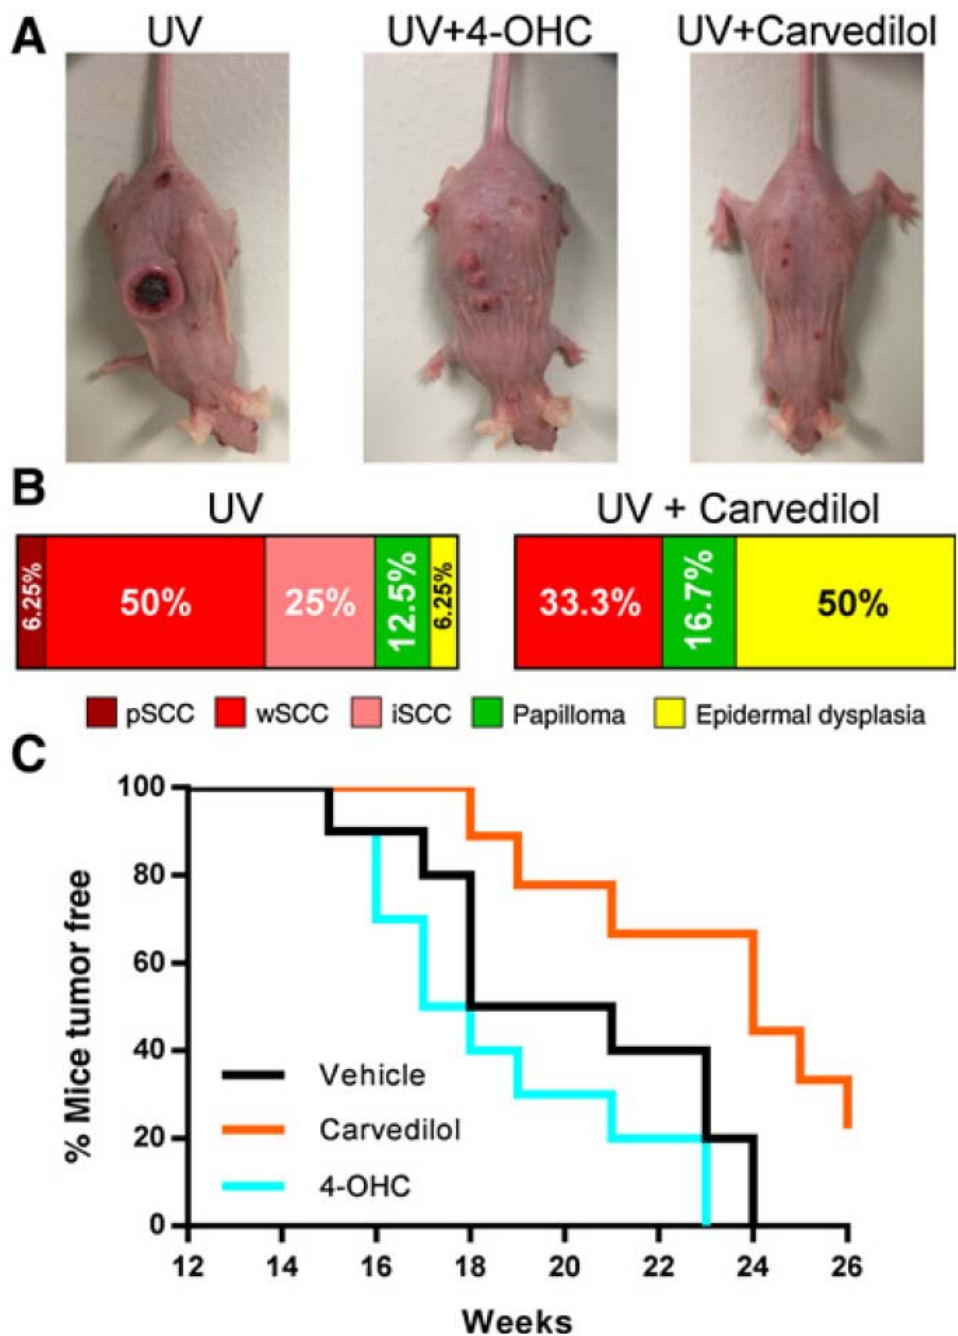 A
UV
UV+4-OHC
UV+Carvedilol
B
UV
UV + Carvedilol
6.25%
50%
25%
12.5%
6.25%
33.3%
16.7%
50%
pSCC
wSCC
iSCC
Papilloma
Epidermal dysplasia
C
% Mice tumor free
100
80
60
40
20
0
Vehicle
Carvedilol
4-OHC
12
14
16
18
20
22
24
26
Weeks